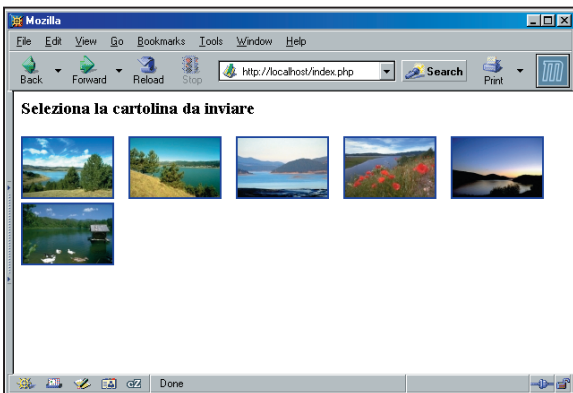 Mozilla
File Edit View Go Bookmarks Tools Window Help
Back Forward Reload Stop http://localhost/index.php Search Print
Seleziona la cartolina da inviare
Done